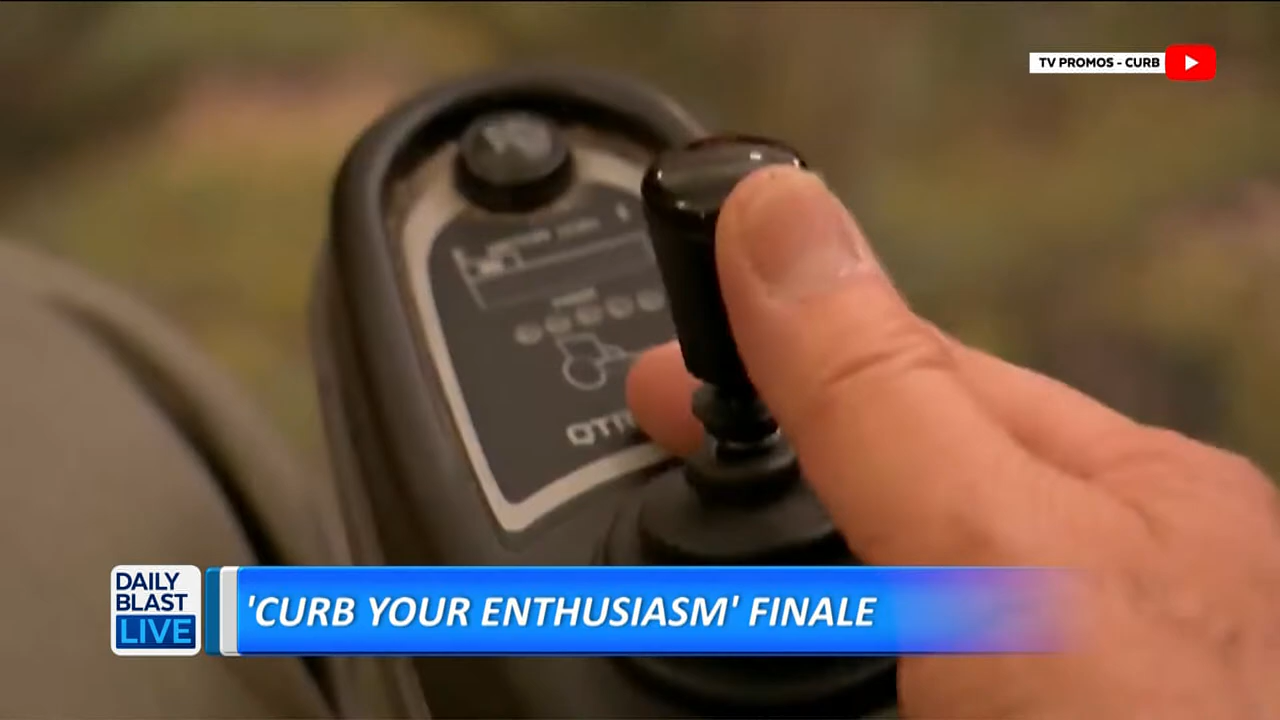 TV PROMOS - CURB
DAILY
BLAST
LIVE
'CURB YOUR ENTHUSIASM' FINALE